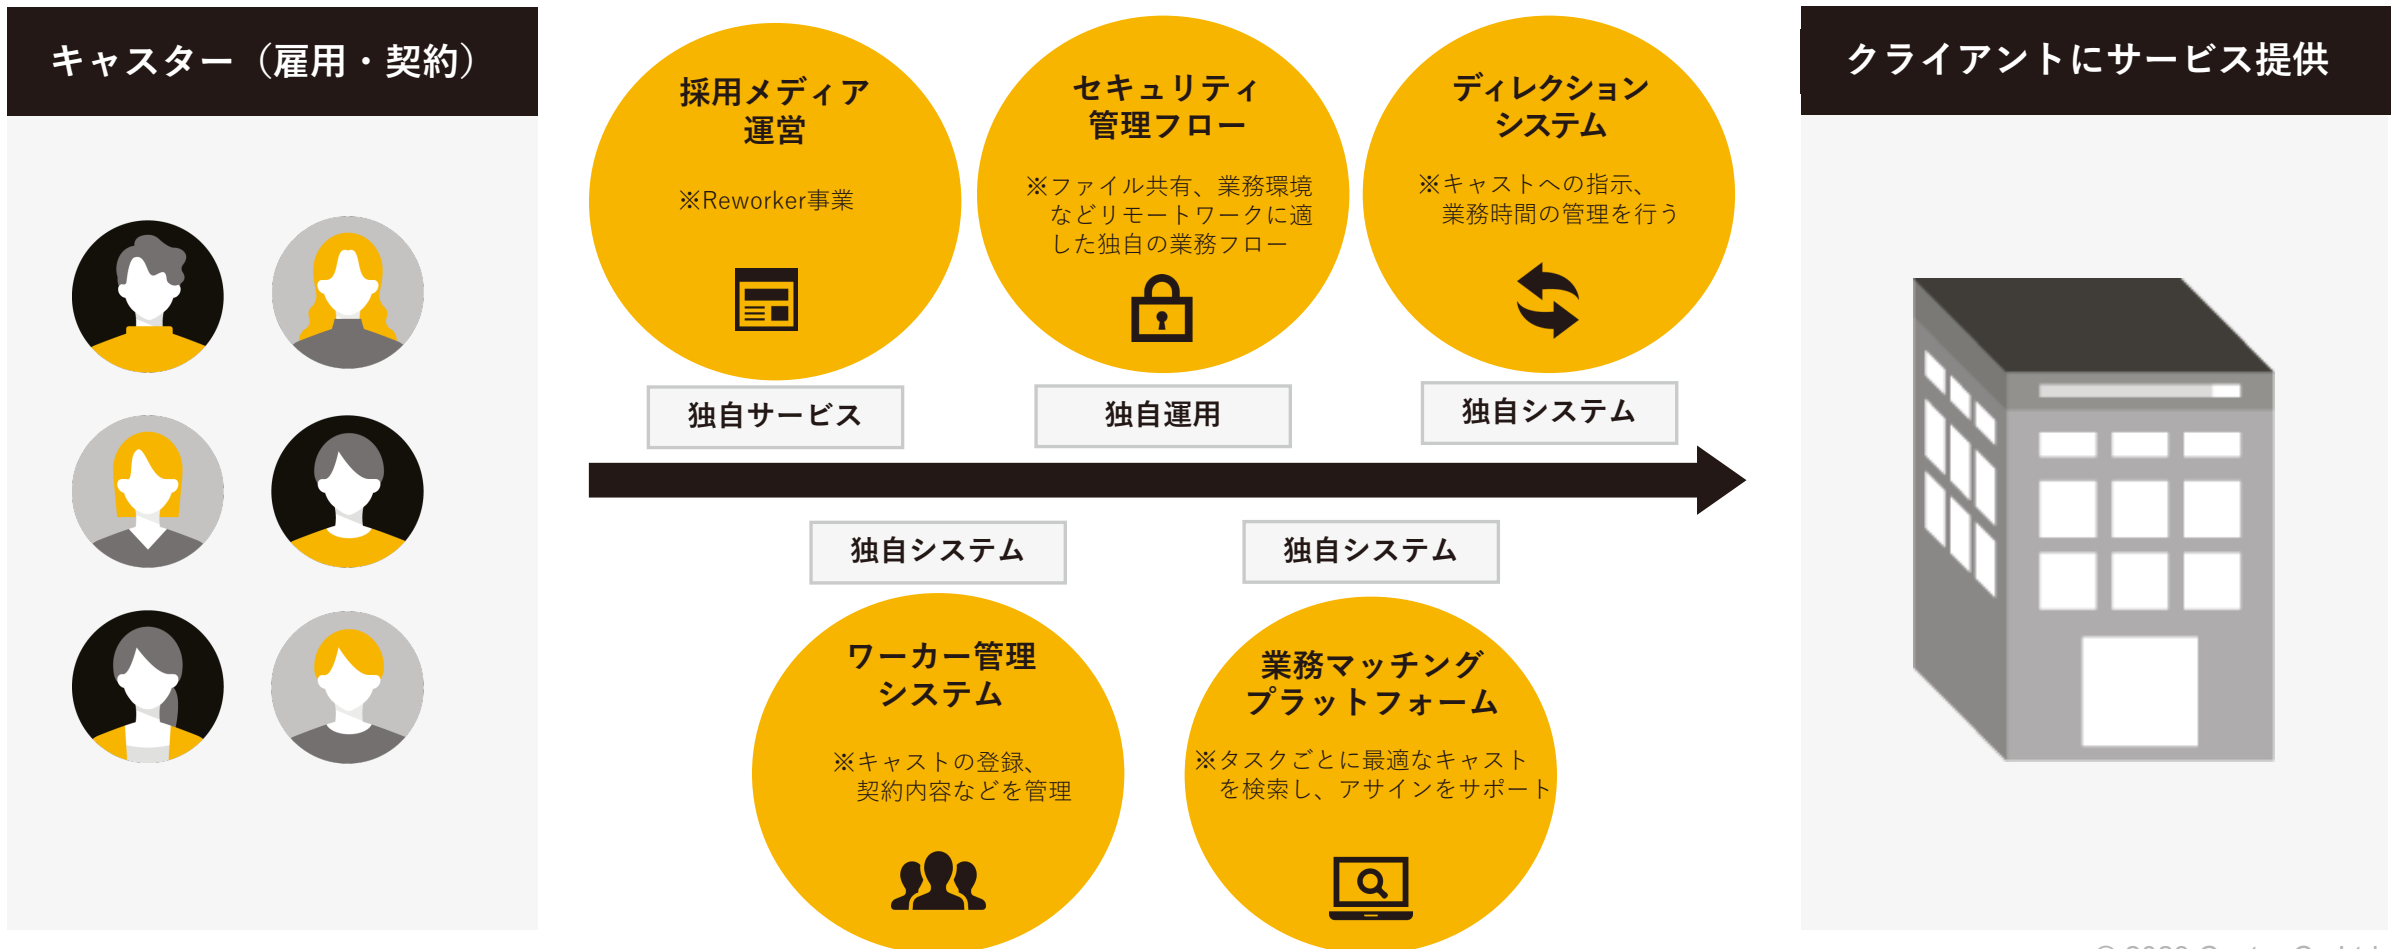 キャスター（雇用・契約）
採用メディア
運営
※Reworker事業
独自サービス
セキュリティ
管理フロー
※ファイル共有、業務環境
などリモートワークに適
した独自の業務フロー
独自運用
ディレクション
システム
※キャストへの指示、
業務時間の管理を行う
独自システム
独自システム
ワーカー管理
システム
※キャストの登録、
契約内容などを管理
独自システム
業務マッチング
プラットフォーム
※タスクごとに最適なキャスト
を検索し、アサインをサポート
クライアントにサービス提供